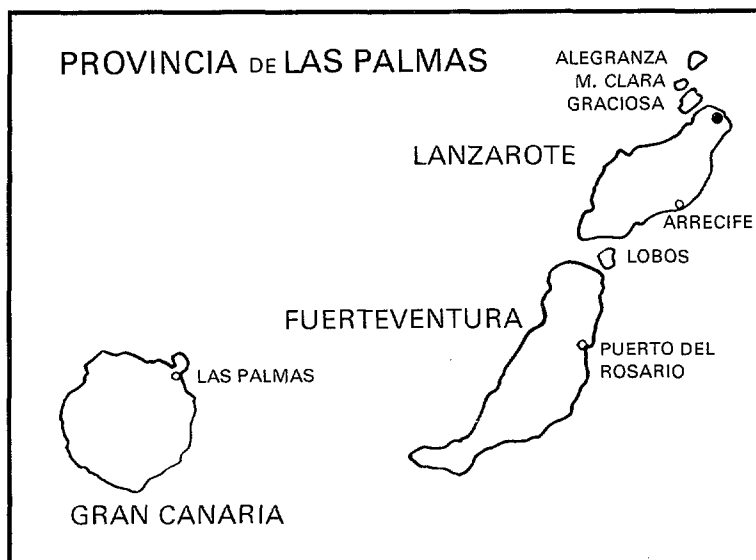 PROVINCIA DE LAS PALMAS
ALEGRANZA
M. CLARA
GRACIOSA
LANZAROTE
ARRECIFE
LOBOS
FUERTEVENTURA
PUERTO DEL
ROSARIO
LAS PALMAS
GRAN CANARIA